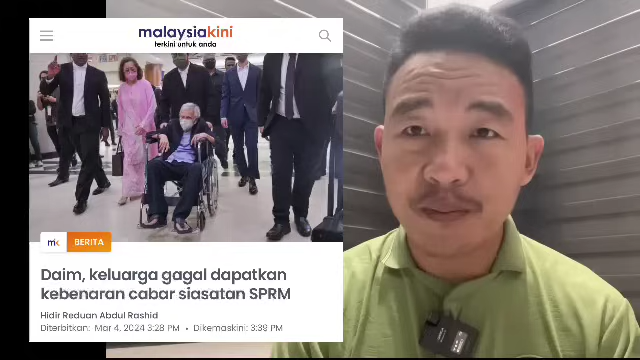 malaysiakini
terkini untuk anda
mk BERITA
Daim, keluarga gagal dapatkan
kebenaran cabar siasatan SPRM
Hidir Reduan Abdul Rashid
Diterbitkan: Mar 4, 2024 3:28 PM • Dikemaskini: 3:39 PM